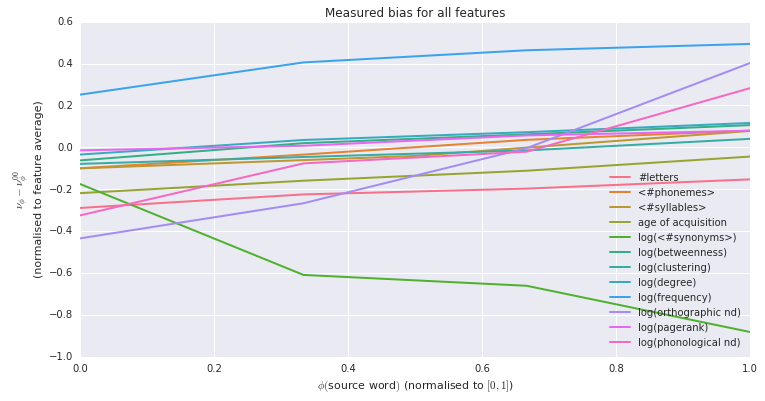 Measured bias for all features
0.6
0.4
0.2
0.0
−0.2
−0.4
−0.6
−0.8
−1.0
ν_ϕ − ν_ϕ^00
(normalised to feature average)
#letters
<#phonemes>
<#syllables>
age of acquisition
log(<#synonyms>)
log(betweenness)
log(clustering)
log(degree)
log(frequency)
log(orthographic nd)
log(pagerank)
log(phonological nd)
0.0 0.2 0.4 0.6 0.8 1.0
ϕ(source word) (normalised to [0, 1])